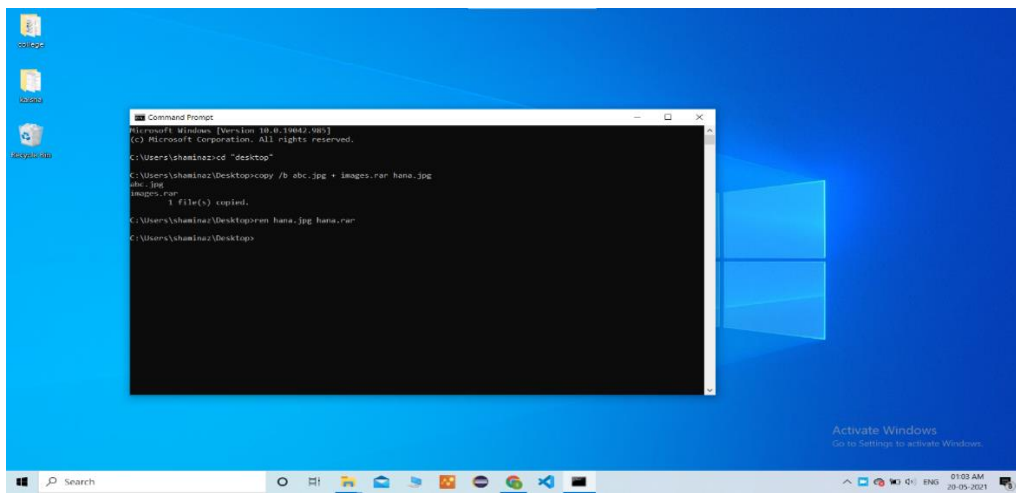 college
Recycle Bin
Command Prompt
Microsoft Windows [Version 10.0.19042.985]
(c) Microsoft Corporation. All rights reserved.
C:\Users\shaminaz>cd "desktop"
C:\Users\shaminaz\Desktop>copy /b abc.jpg + images.rar hana.jpg
abc.jpg
images.rar
1 file(s) copied.
C:\Users\shaminaz\Desktop>ren hana.jpg hana.rar
C:\Users\shaminaz\Desktop>
Activate Windows
Go to Settings to activate Windows.
Search
ENG
01:03 AM
20-05-2021